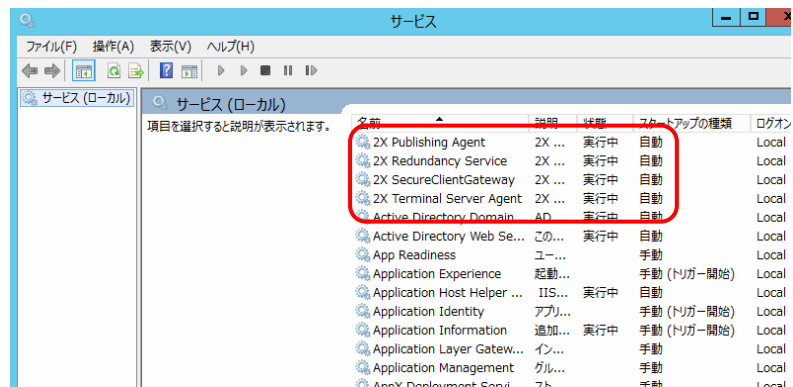 サービス
ファイル(F) 操作(A) 表示(V) ヘルプ(H)
サービス (ローカル)
サービス (ローカル)
項目を選択すると説明が表示されます。
名前 説明 状態 スタートアップの種類 ログオン
2X Publishing Agent 2X ... 実行中 自動 Local
2X Redundancy Service 2X ... 実行中 自動 Local
2X SecureClientGateway 2X ... 実行中 自動 Local
2X Terminal Server Agent 2X ... 実行中 自動 Local
Active Directory Domain... AD... 実行中 自動 Local
Active Directory Web Se... この... 実行中 自動 Local
App Readiness ユー... 手動 Local
Application Experience 起動... 手動 (トリガー開始) Local
Application Host Helper ... IIS... 実行中 自動 Local
Application Identity アプリ... 手動 (トリガー開始) Local
Application Information 追加... 実行中 手動 (トリガー開始) Local
Application Layer Gatew... イン... 手動 Local
Application Management グル... 手動 Local
AppX Deployment Servi... スト... 手動 Local